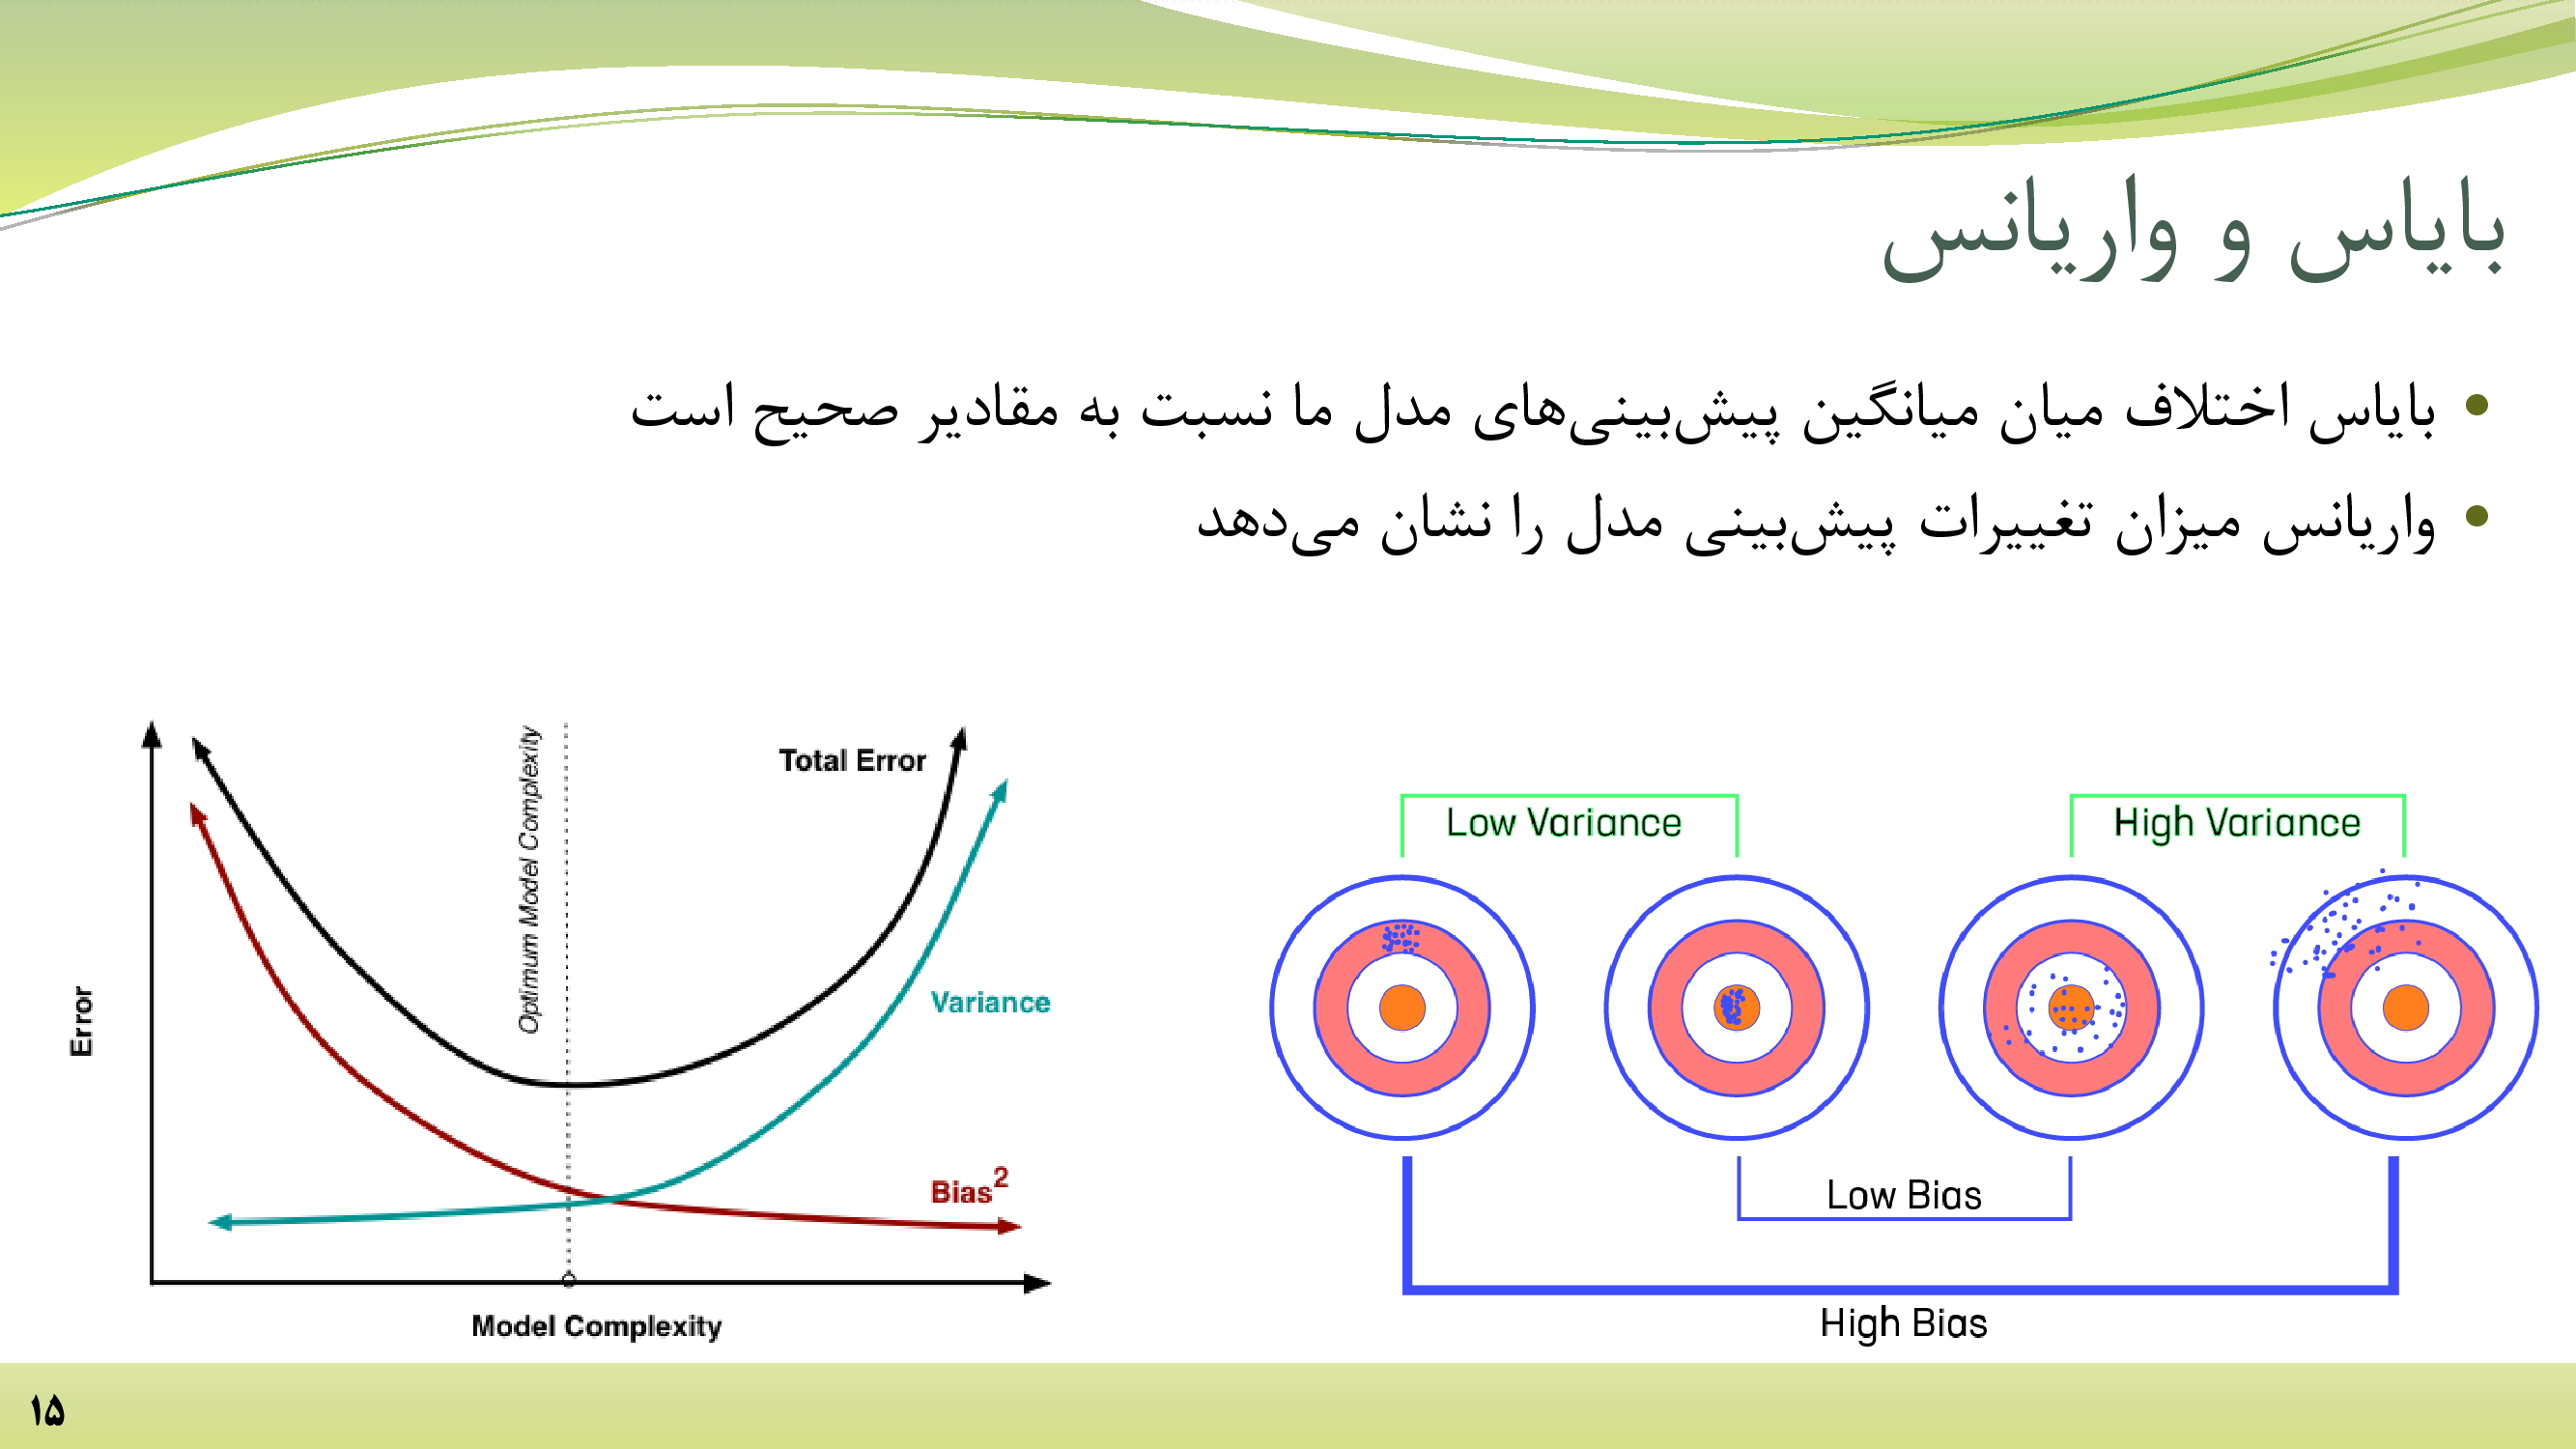 بایاس و واریانس
بایاس اختلاف میان میانگین پیش‌بینی‌های مدل ما نسبت به مقادیر صحیح است
واریانس میزان تغییرات پیش‌بینی مدل را نشان می‌دهد
Total Error
Optimum Model Complexity
Variance
Bias²
Error
Model Complexity
Low Variance
High Variance
Low Bias
High Bias
۱۵